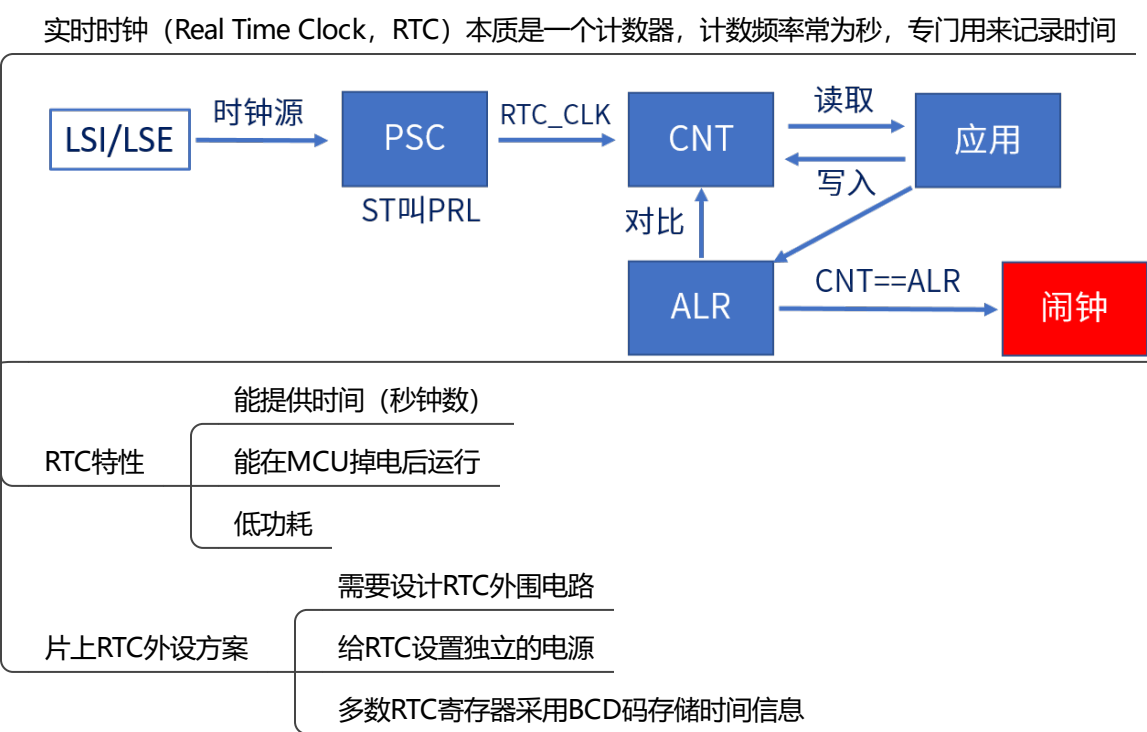 实时时钟（Real Time Clock，RTC）本质是一个计数器，计数频率常为秒，专门用来记录时间
LSI/LSE
时钟源
PSC
ST叫PRL
RTC_CLK
CNT
读取
写入
应用
对比
ALR
CNT==ALR
闹钟
RTC特性
能提供时间（秒钟数）
能在MCU掉电后运行
低功耗
片上RTC外设方案
需要设计RTC外围电路
给RTC设置独立的电源
多数RTC寄存器采用BCD码存储时间信息